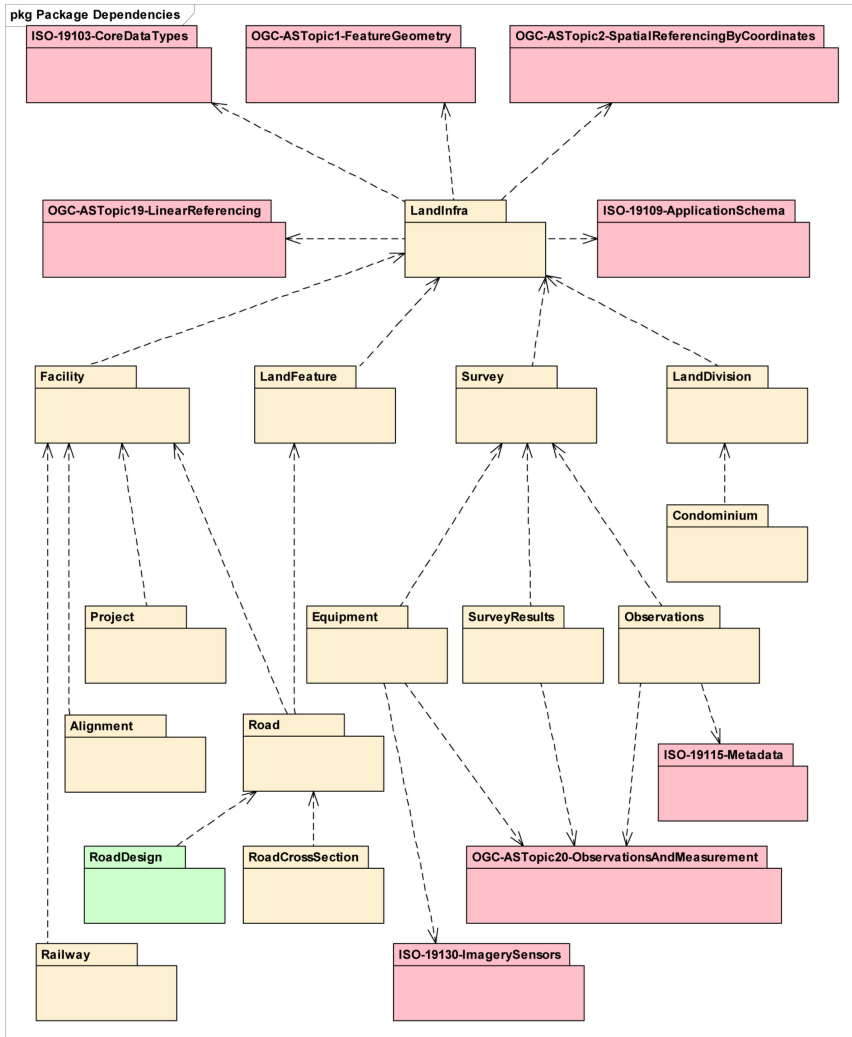 pkg Package Dependencies
ISO-19103-CoreDataTypes
OGC-ASTopic1-FeatureGeometry
OGC-ASTopic2-SpatialReferencingByCoordinates
OGC-ASTopic19-LinearReferencing
LandInfra
ISO-19109-ApplicationSchema
Facility
LandFeature
Survey
LandDivision
Condominium
Project
Equipment
SurveyResults
Observations
Alignment
Road
ISO-19115-Metadata
RoadDesign
RoadCrossSection
OGC-ASTopic20-ObservationsAndMeasurement
Railway
ISO-19130-ImagerySensors